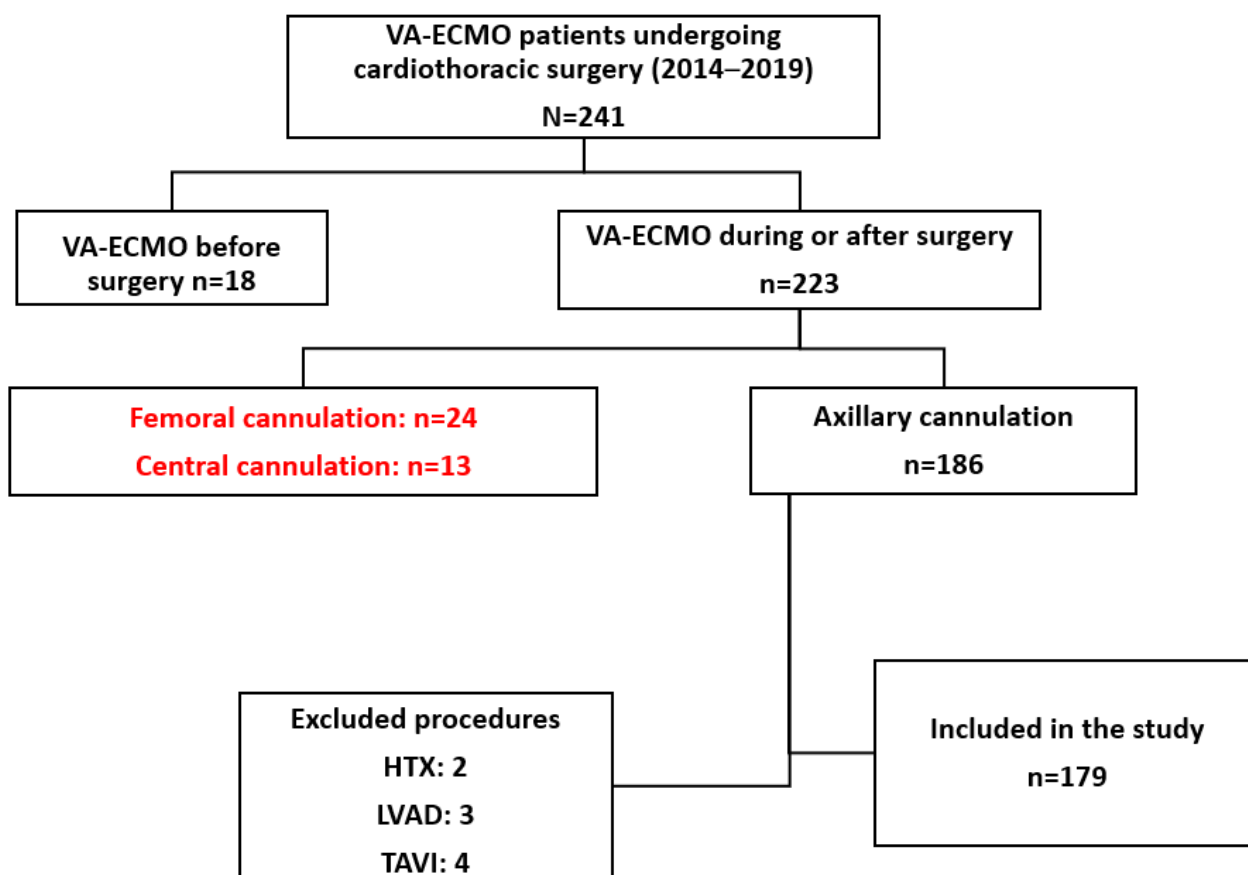 VA-ECMO patients undergoing
cardiothoracic surgery (2014–2019)
N=241
VA-ECMO before
surgery n=18
VA-ECMO during or after surgery
n=223
Femoral cannulation: n=24
Central cannulation: n=13
Axillary cannulation
n=186
Excluded procedures
HTX: 2
LVAD: 3
TAVI: 4
Included in the study
n=179